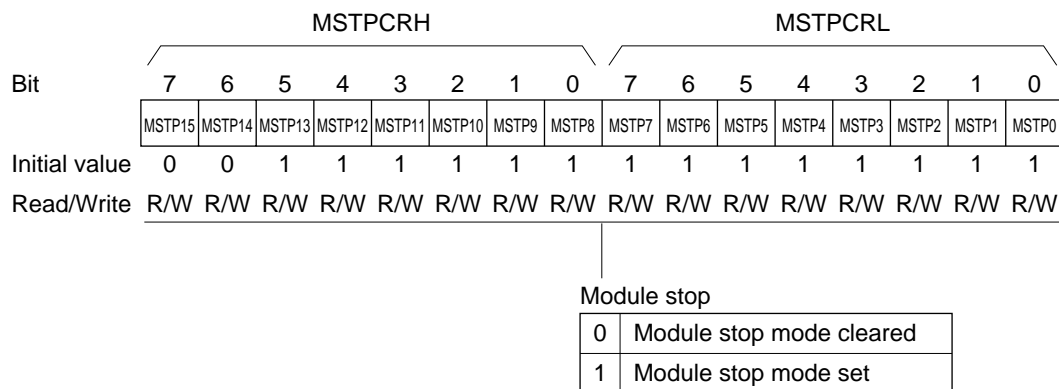 MSTPCRH MSTPCRL
Bit 7 6 5 4 3 2 1 0 7 6 5 4 3 2 1 0
MSTP15 MSTP14 MSTP13 MSTP12 MSTP11 MSTP10 MSTP9 MSTP8 MSTP7 MSTP6 MSTP5 MSTP4 MSTP3 MSTP2 MSTP1 MSTP0
Initial value 0 0 1 1 1 1 1 1 1 1 1 1 1 1 1 1
Read/Write R/W R/W R/W R/W R/W R/W R/W R/W R/W R/W R/W R/W R/W R/W R/W R/W
Module stop
0 Module stop mode cleared
1 Module stop mode set